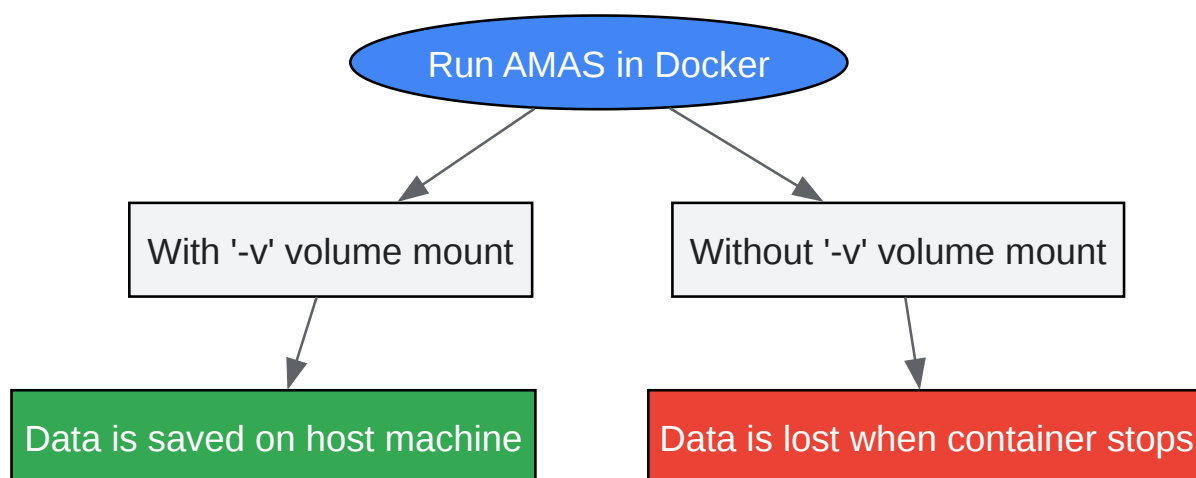 Run AMAS in Docker
With '-v' volume mount
Without '-v' volume mount
Data is saved on host machine
Data is lost when container stops